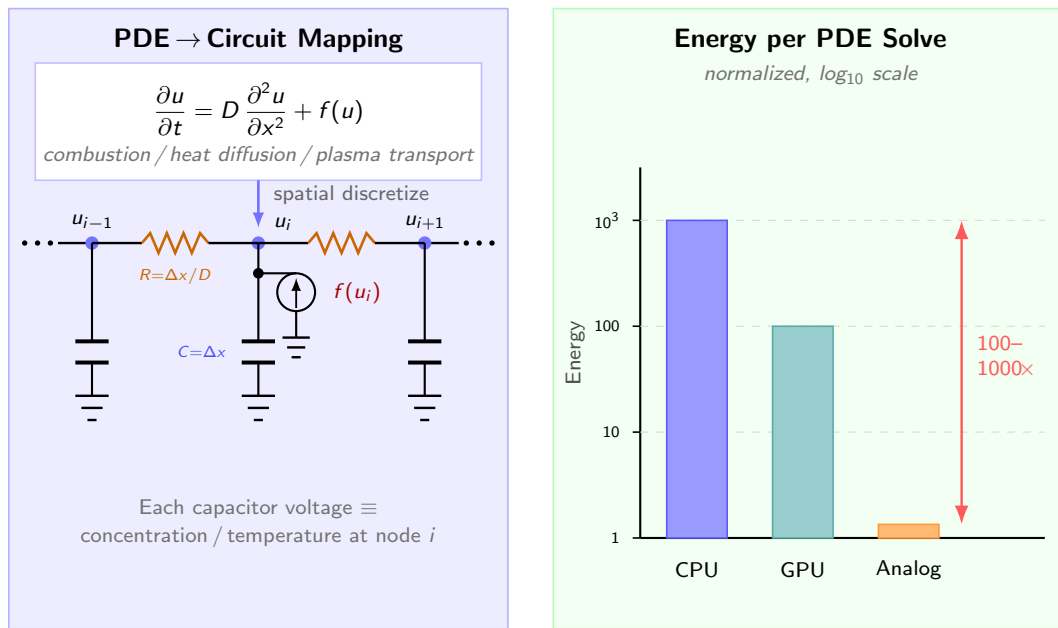 PDE → Circuit Mapping
∂u/∂t = D ∂²u/∂x² + f(u)
combustion / heat diffusion / plasma transport
spatial discretize
u_{i−1}
u_i
u_{i+1}
R=Δx/D
f(u_i)
C=Δx
Each capacitor voltage ≡
concentration / temperature at node i
Energy per PDE Solve
normalized, log₁₀ scale
Energy
10³
100
10
1
100–
1000×
CPU
GPU
Analog